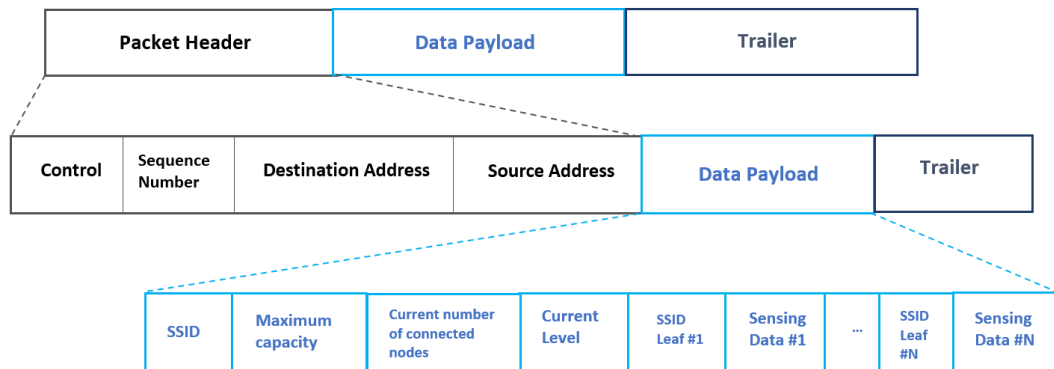 Packet Header
Data Payload
Trailer
Control
Sequence
Number
Destination Address
Source Address
Data Payload
Trailer
SSID
Maximum
capacity
Current number
of connected
nodes
Current
Level
SSID
Leaf #1
Sensing
Data #1
...
SSID
Leaf
#N
Sensing
Data #N